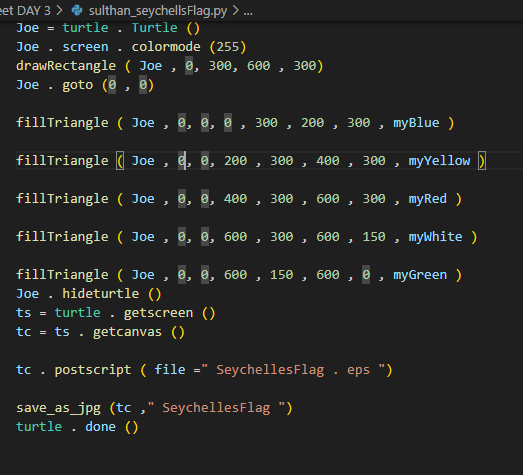 eet DAY 3 > sulthan_seychellsFlag.py > ...
Joe = turtle . Turtle ()
Joe . screen . colormode (255)
drawRectangle ( Joe , 0, 300, 600 , 300)
Joe . goto (0 , 0)
fillTriangle ( Joe , 0, 0, 0 , 300 , 200 , 300 , myBlue )
fillTriangle ( Joe , 0, 0, 200 , 300 , 400 , 300 , myYellow )
fillTriangle ( Joe , 0, 0, 400 , 300 , 600 , 300 , myRed )
fillTriangle ( Joe , 0, 0, 600 , 300 , 600 , 150 , myWhite )
fillTriangle ( Joe , 0, 0, 600 , 150 , 600 , 0 , myGreen )
Joe . hideturtle ()
ts = turtle . getscreen ()
tc = ts . getcanvas ()
tc . postscript ( file =" SeychellesFlag . eps ")
save_as_jpg (tc ," SeychellesFlag ")
turtle . done ()